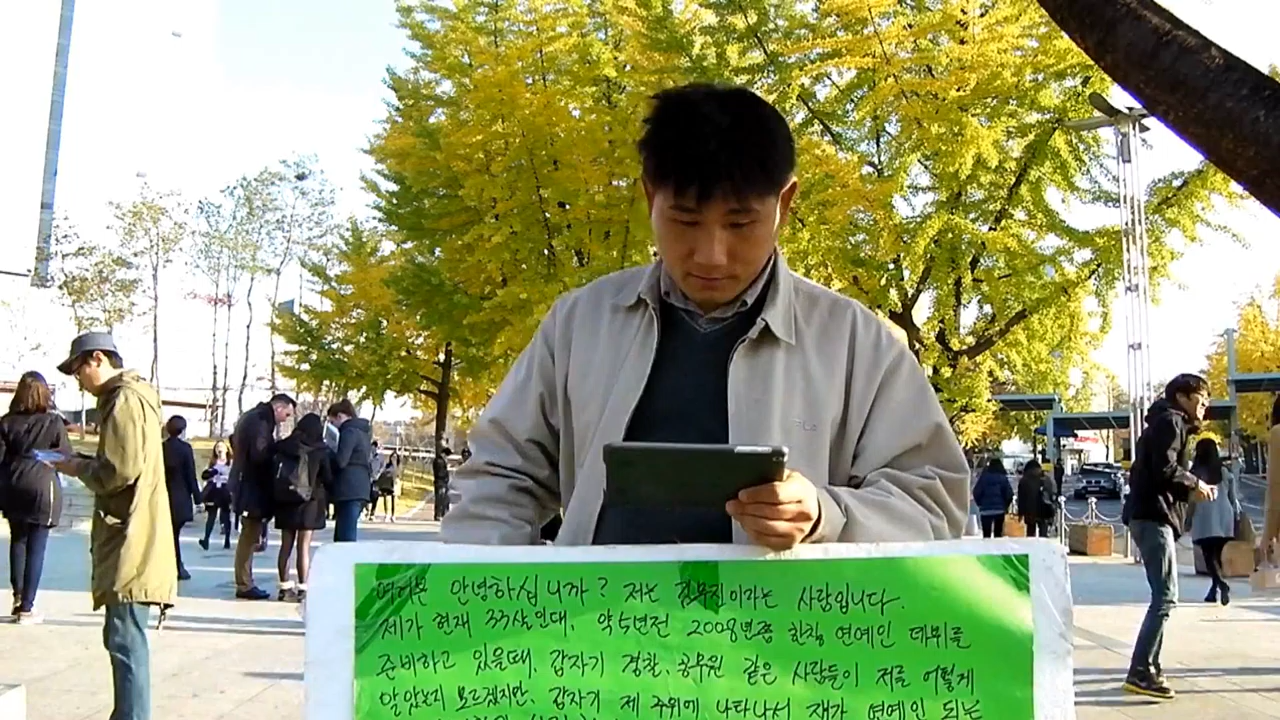 여러분 안녕하십니까? 저는 김무진이라는 사람입니다.
제가 현재 33살인데, 약 5년전 2008년쯤 한창 연예인 데뷔를
준비하고 있을때, 갑자기 경찰, 공무원 같은 사람들이 저를 어떻게
알았는지 모르겠지만, 갑자기 제 주위에 나타나서 제가 연예인 되는